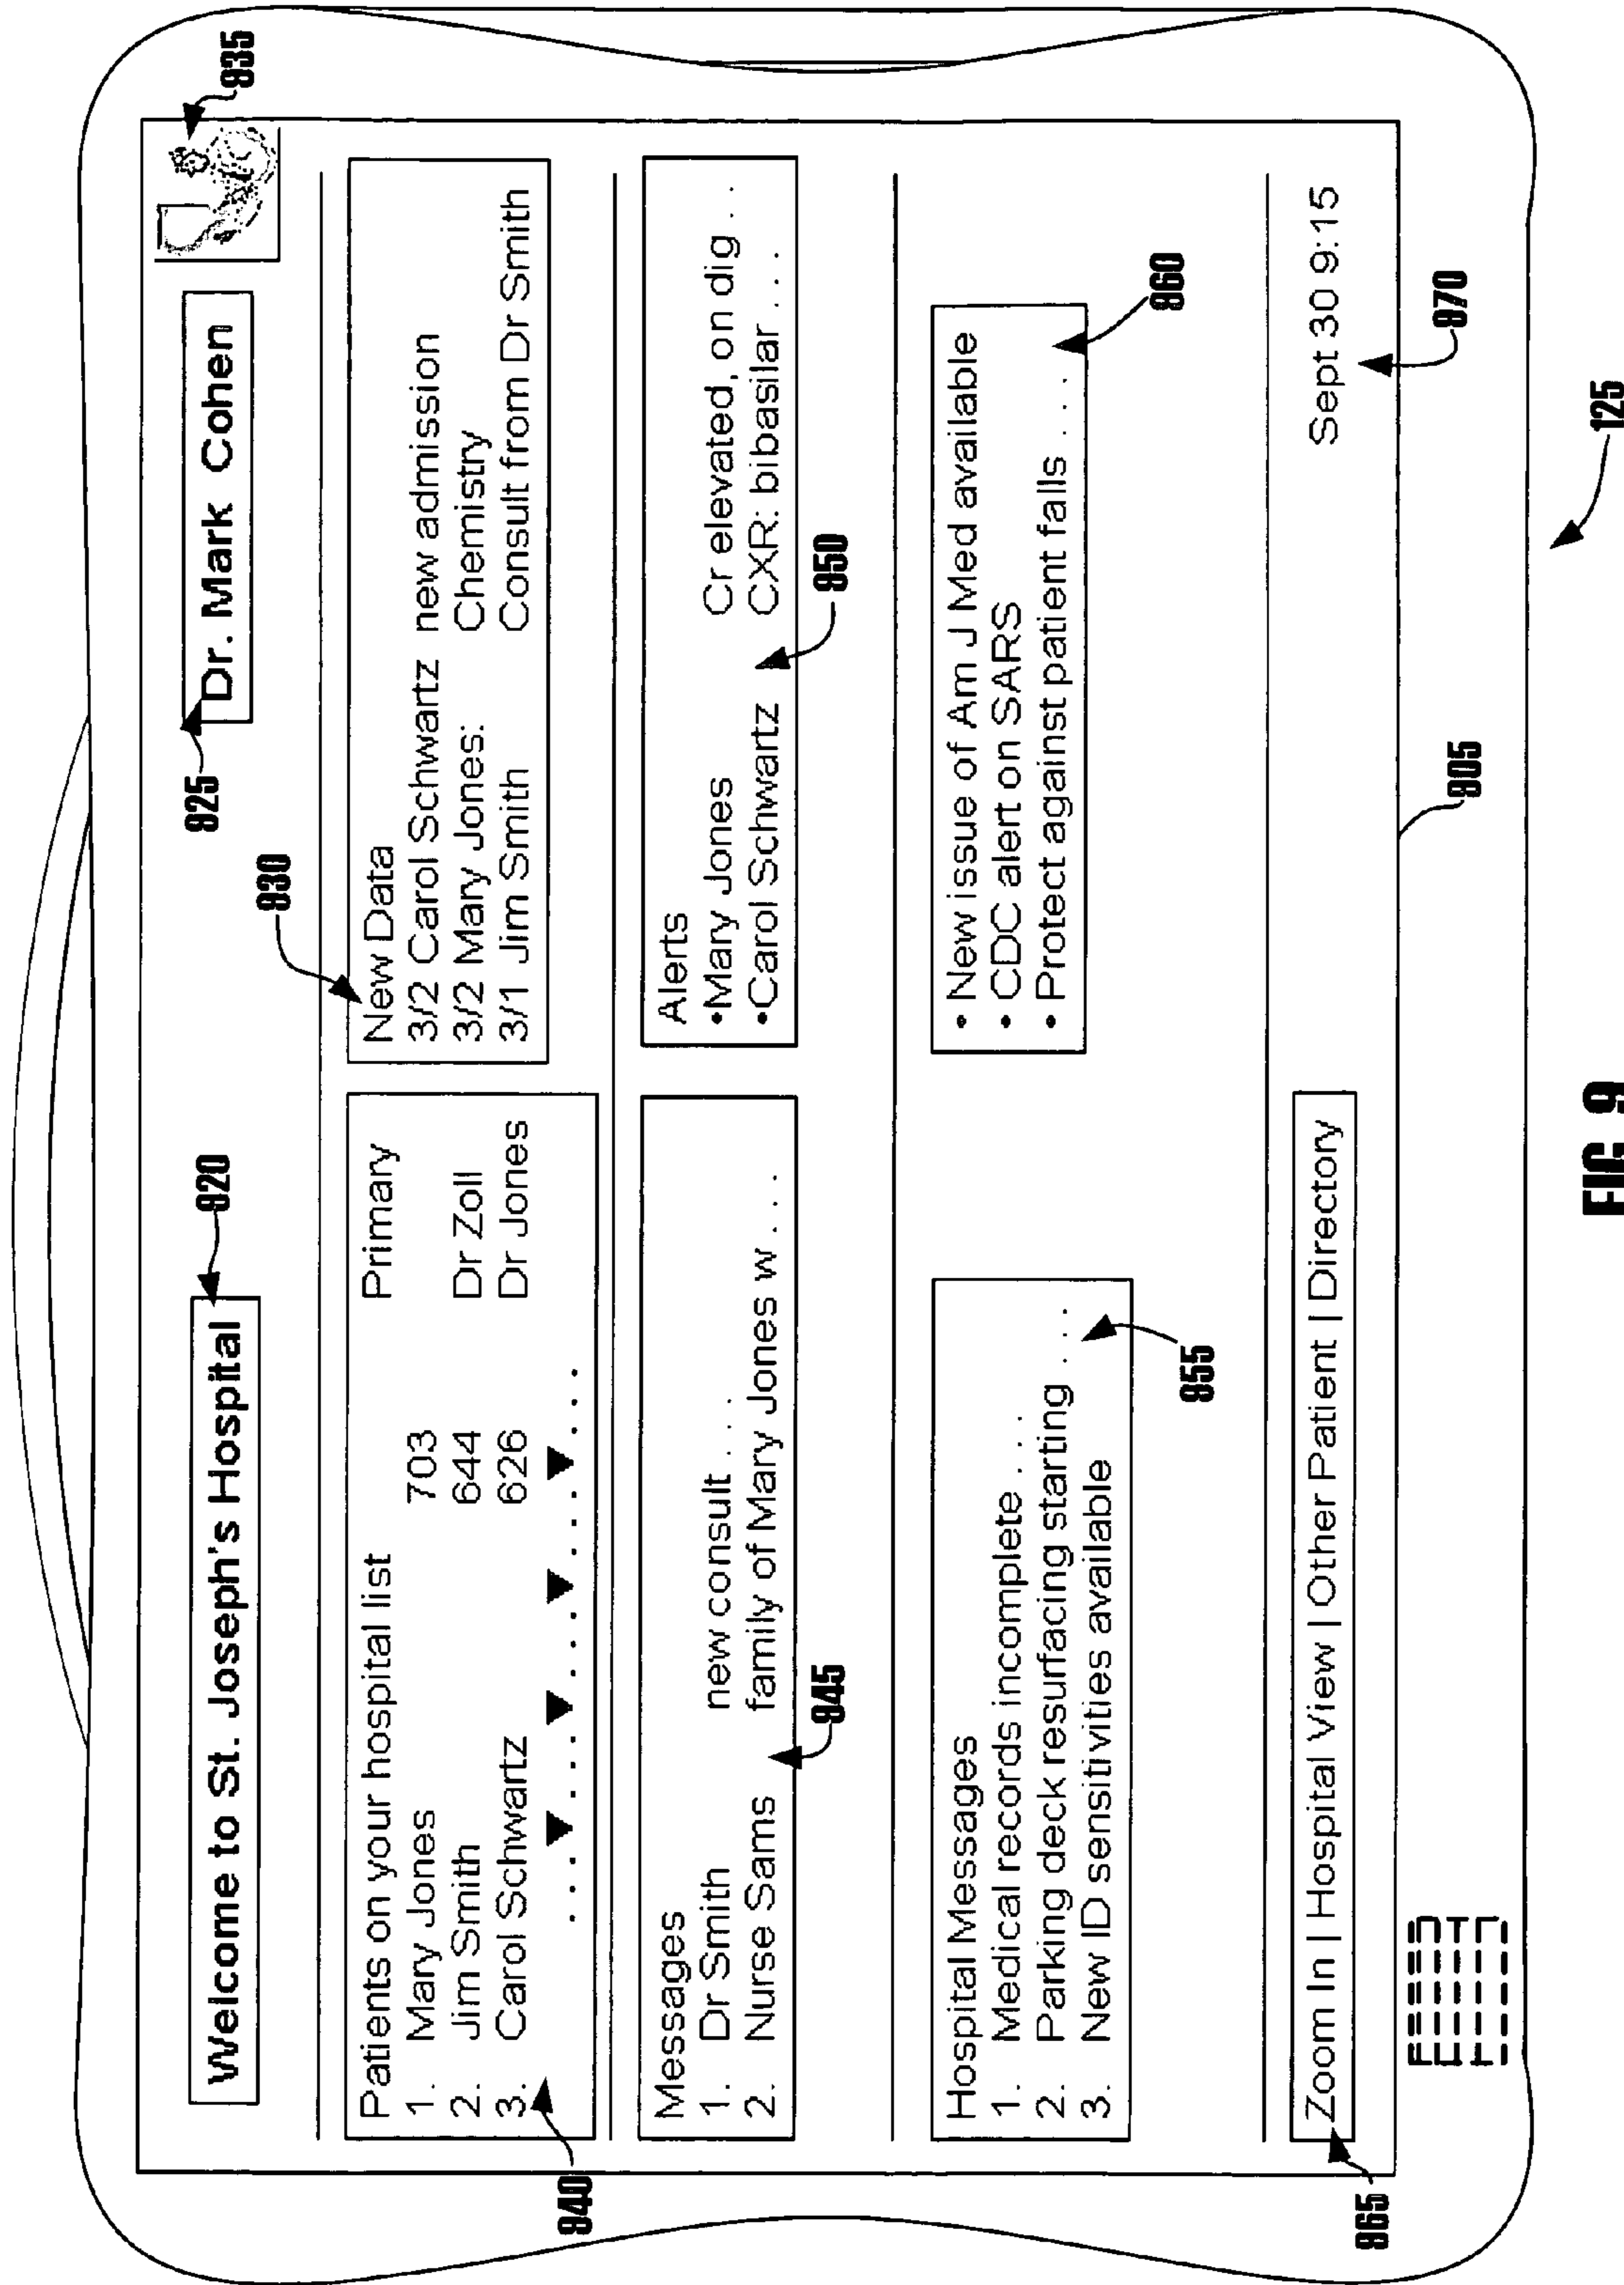 920
925
935
Welcome to St. Joseph's Hospital
Dr. Mark Cohen
930
Patients on your hospital list Primary
1. Mary Jones 703
2. Jim Smith 644 Dr Zoll
3. Carol Schwartz 626 Dr Jones
940
New Data
3/2 Carol Schwartz new admission
3/2 Mary Jones: Chemistry
3/1 Jim Smith Consult from Dr Smith
Messages
1. Dr Smith new consult . . .
2. Nurse Sams family of Mary Jones w . . .
945
Alerts
•Mary Jones Cr elevated, on dig . . .
•Carol Schwartz CXR: bibasilar . . .
950
Hospital Messages
1. Medical records incomplete . . .
2. Parking deck resurfacing starting . . .
3. New ID sensitivities available
955
• New issue of Am J Med available
• CDC alert on SARS
• Protect against patient falls . . .
960
Zoom In | Hospital View | Other Patient | Directory
Sept 30 9:15
965
905
970
125
FIG. 9